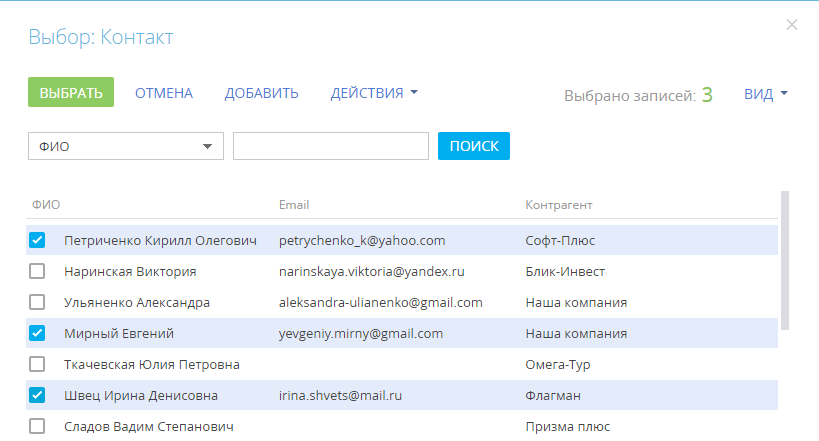 Выбор: Контакт
ВЫБРАТЬ ОТМЕНА ДОБАВИТЬ ДЕЙСТВИЯ Выбрано записей: 3 ВИД
ФИО ПОИСК
ФИО Email Контрагент
Петриченко Кирилл Олегович petrychenko_k@yahoo.com Софт-Плюс
Наринская Виктория narinskaya.viktoria@yandex.ru Блик-Инвест
Ульяненко Александра aleksandra-ulianenko@gmail.com Наша компания
Мирный Евгений yevgeniy.mirny@gmail.com Наша компания
Ткачевская Юлия Петровна Омега-Тур
Швец Ирина Денисовна irina.shvets@mail.ru Флагман
Сладов Вадим Степанович Призма плюс